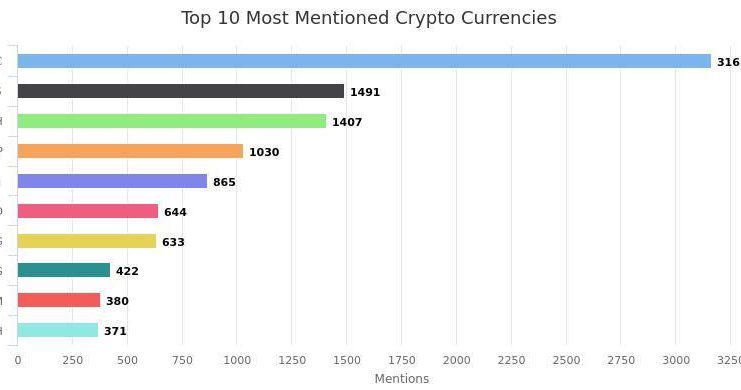 Top 10 Most Mentioned Crypto Currencies
C 316
S 1491
H 1407
P 1030
865
O 644
G 633
G 422
M 380
H 371
0 250 500 750 1000 1250 1500 1750 2000 2250 2500 2750 3000 3250
Mentions